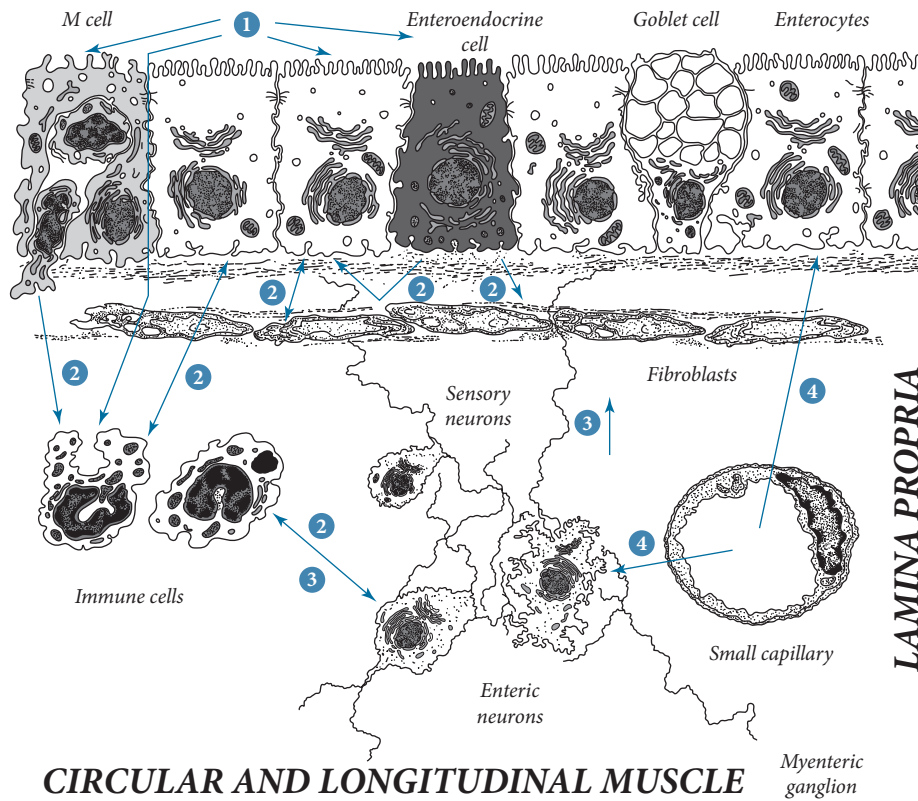 M cell
1
Enteroendocrine
cell
Goblet cell
Enterocytes
2
2
2
2
2
Fibroblasts
4
Sensory
neurons
3
LAMINA PROPRIA
2
3
4
Immune cells
Small capillary
Enteric
neurons
CIRCULAR AND LONGITUDINAL MUSCLE
Myenteric
ganglion